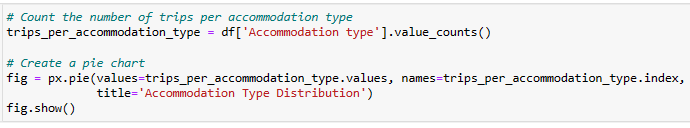 # Count the number of trips per accommodation type
trips_per_accommodation_type = df['Accommodation type'].value_counts()

# Create a pie chart
fig = px.pie(values=trips_per_accommodation_type.values, names=trips_per_accommodation_type.index,
             title='Accommodation Type Distribution')
fig.show()